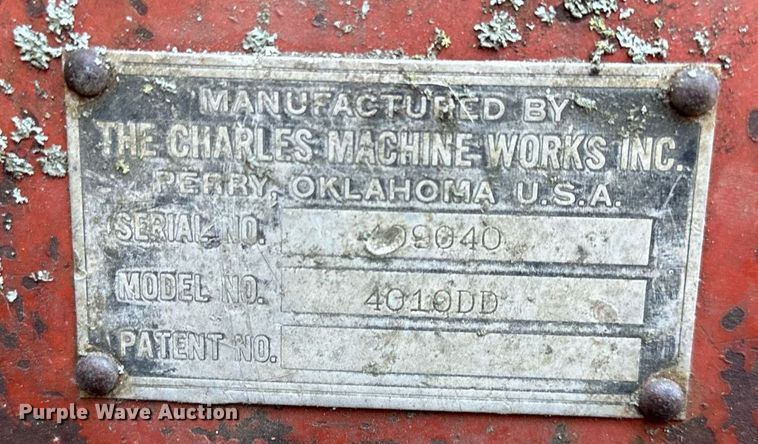 MANUFACTURED BY
THE CHARLES MACHINE WORKS INC.
PERRY, OKLAHOMA U.S.A.
SERIAL NO. 409040
MODEL NO. 4010DD
PATENT NO.
Purple Wave Auction